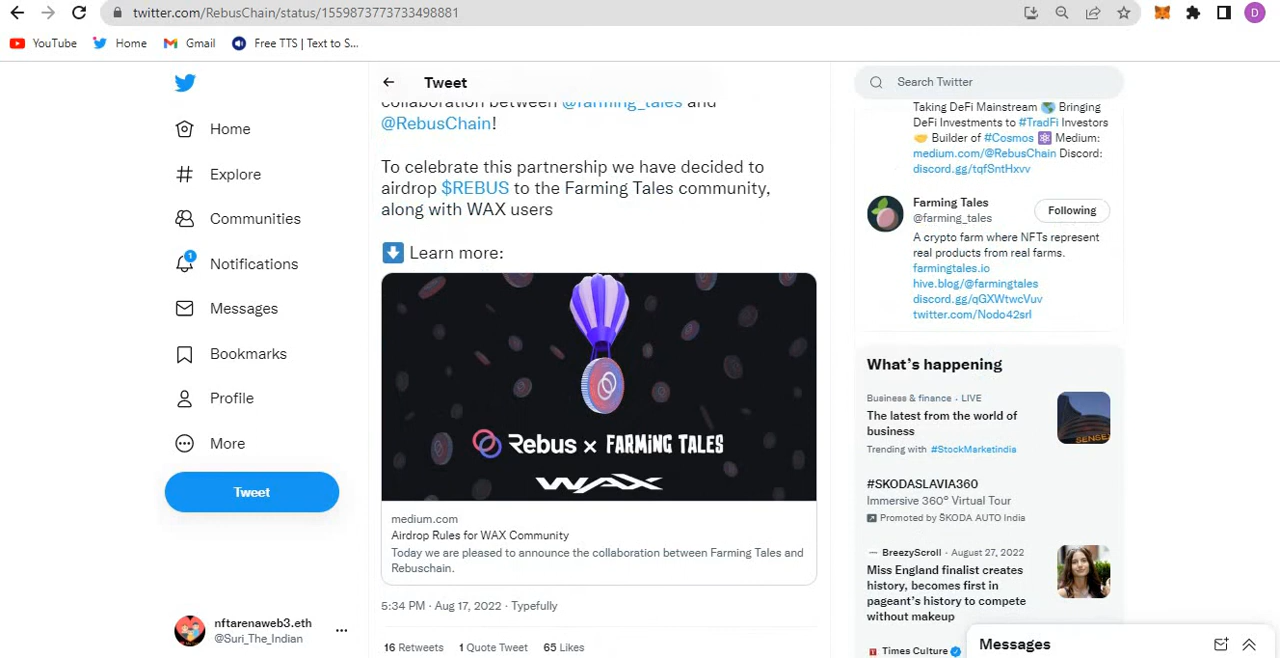 twitter.com/RebusChain/status/1559873773733498881
D
YouTube
Home
Gmail
Free TTS | Text to S...
Home
Explore
Communities
1
Notifications
Messages
Bookmarks
Profile
More
Tweet
nftarenaweb3.eth
@Suri_The_Indian
Tweet
collaboration between @farming_tales and
@RebusChain!
To celebrate this partnership we have decided to
airdrop $REBUS to the Farming Tales community,
along with WAX users
Learn more:
Rebus x FARMING TALES
WAX
medium.com
Airdrop Rules for WAX Community
Today we are pleased to announce the collaboration between Farming Tales and
Rebuschain.
5:34 PM · Aug 17, 2022 · Typefully
16 Retweets 1 Quote Tweet 65 Likes
Search Twitter
Taking DeFi Mainstream 🌎 Bringing
DeFi Investments to #TradFi Investors
🤝 Builder of #Cosmos ⚛ Medium:
medium.com/@RebusChain Discord:
discord.gg/tqfSntHxvv
Farming Tales
@farming_tales
Following
A crypto farm where NFTs represent
real products from real farms.
farmingtales.io
hive.blog/@farmingtales
discord.gg/qGXWtwcVuv
twitter.com/Nodo42srl
What's happening
Business & finance · LIVE
The latest from the world of
business
Trending with #StockMarketindia
SENSE
#SKODASLAVIA360
Immersive 360° Virtual Tour
Promoted by ŠKODA AUTO India
BreezyScroll · August 27, 2022
Miss England finalist creates
history, becomes first in
pageant's history to compete
without makeup
Times Culture
Messages